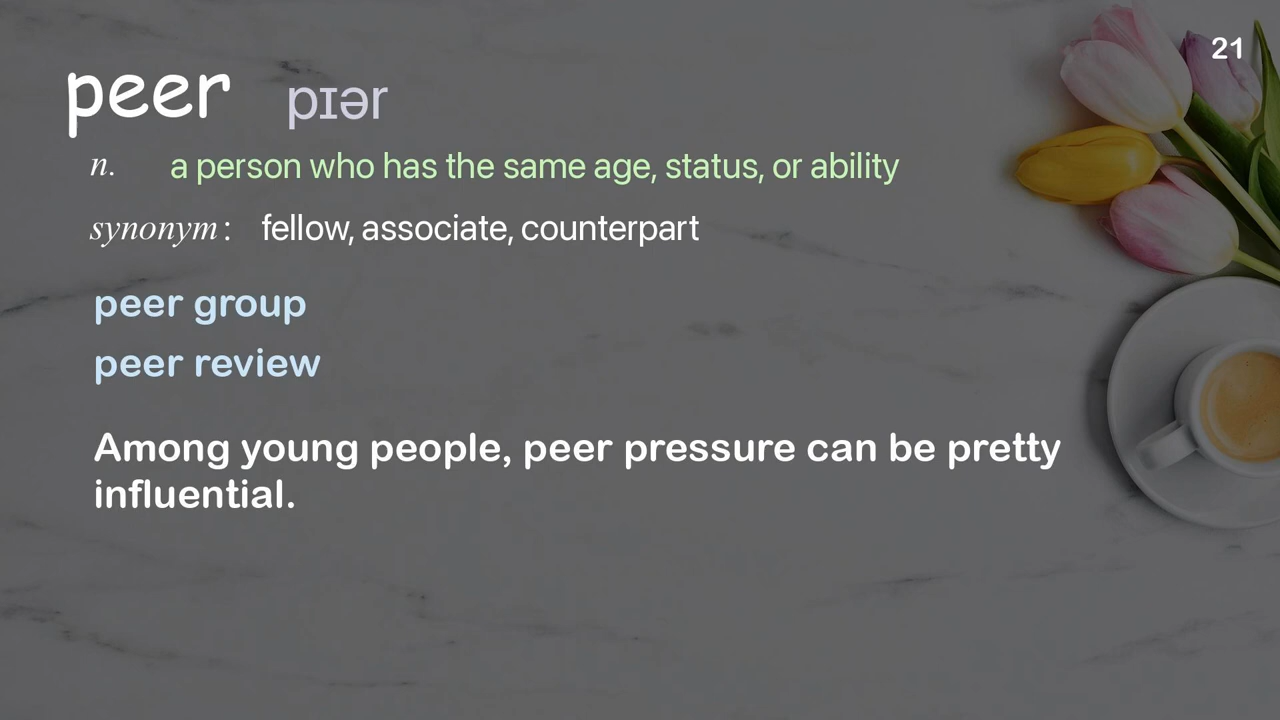 21
peer pɪər
n. a person who has the same age, status, or ability
synonym: fellow, associate, counterpart
peer group
peer review
Among young people, peer pressure can be pretty
influential.